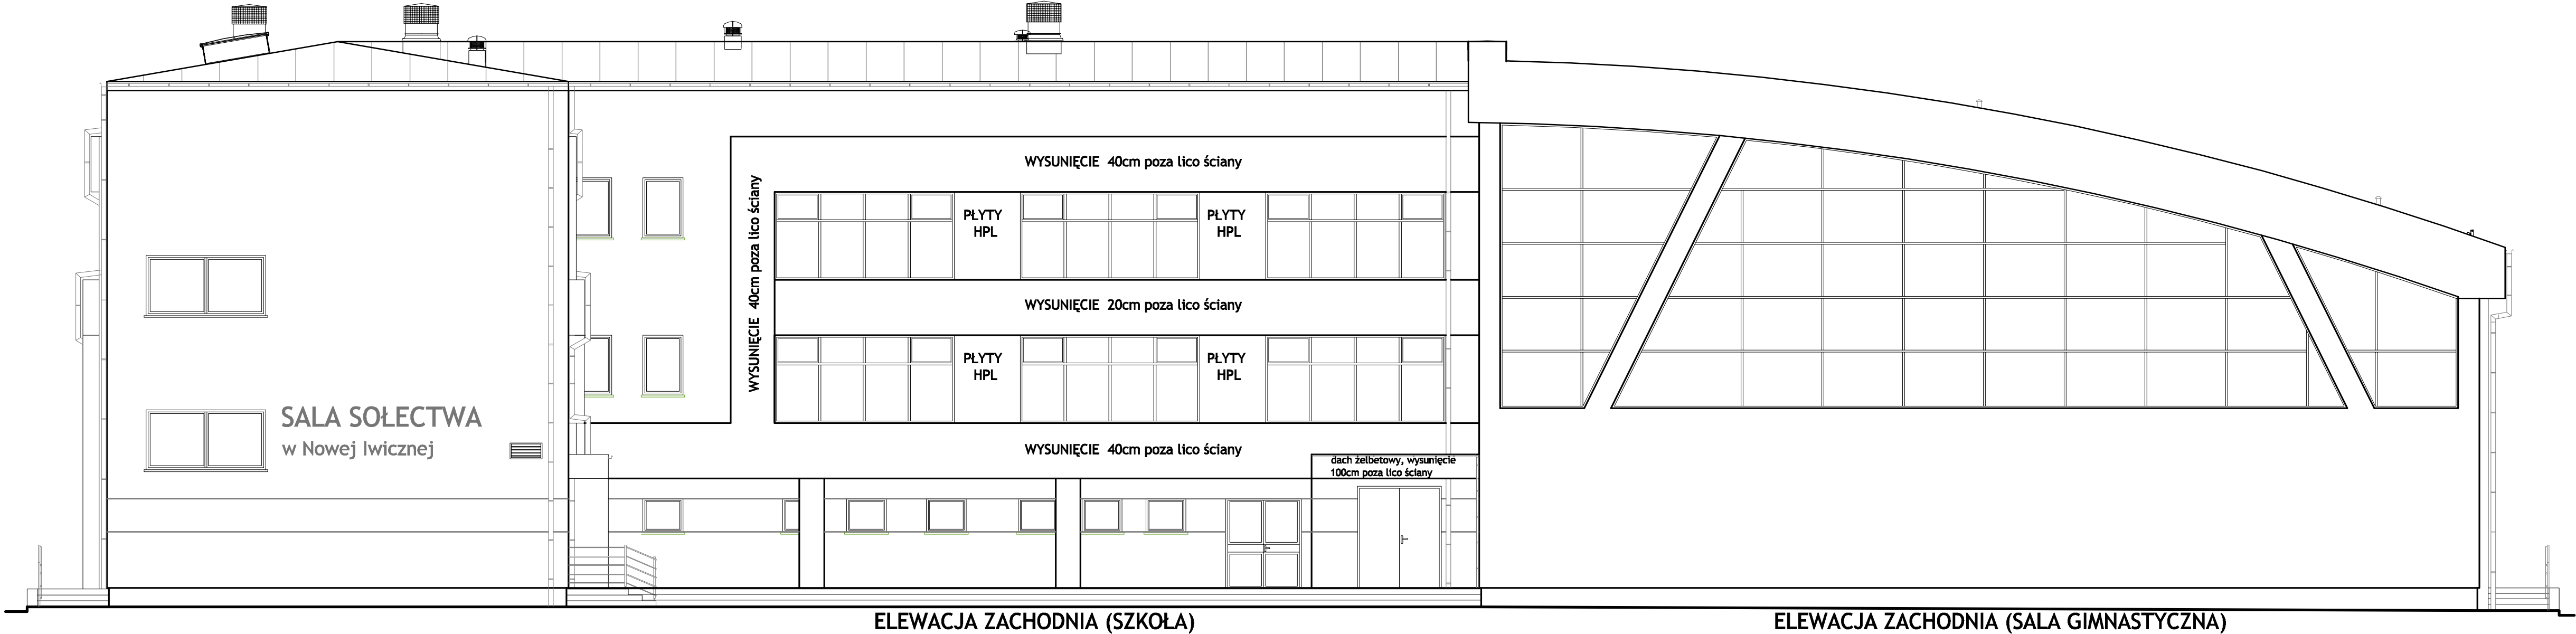 WYSUNIĘCIE 40cm poza lico ściany
WYSUNIĘCIE 40cm poza lico ściany
PŁYTY
HPL
PŁYTY
HPL
WYSUNIĘCIE 20cm poza lico ściany
PŁYTY
HPL
PŁYTY
HPL
SALA SOŁECTWA
w Nowej Iwicznej
WYSUNIĘCIE 40cm poza lico ściany
dach żelbetowy, wysunięcie
100cm poza lico ściany
ELEWACJA ZACHODNIA (SZKOŁA)
ELEWACJA ZACHODNIA (SALA GIMNASTYCZNA)